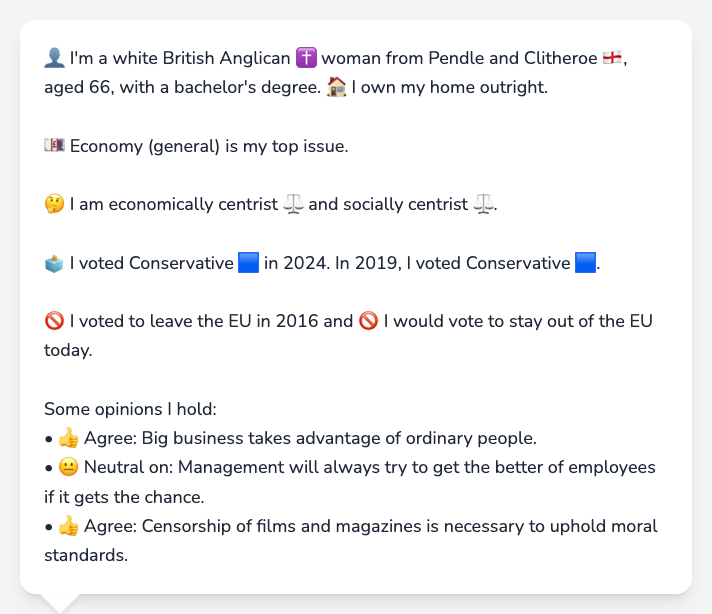 👤 I'm a white British Anglican ✝️ woman from Pendle and Clitheroe 🏴󠁧󠁢󠁥󠁮󠁧󠁿,
aged 66, with a bachelor's degree. 🏠 I own my home outright.
💷 Economy (general) is my top issue.
🤔 I am economically centrist ⚖️ and socially centrist ⚖️.
🗳️ I voted Conservative 🟦 in 2024. In 2019, I voted Conservative 🟦.
🚫 I voted to leave the EU in 2016 and 🚫 I would vote to stay out of the EU
today.
Some opinions I hold:
• 👍 Agree: Big business takes advantage of ordinary people.
• 😐 Neutral on: Management will always try to get the better of employees
if it gets the chance.
• 👍 Agree: Censorship of films and magazines is necessary to uphold moral
standards.